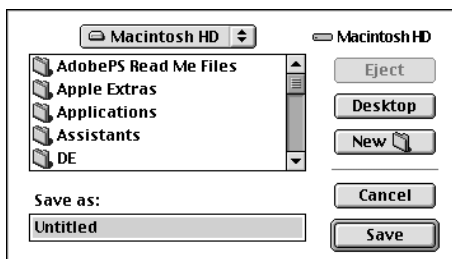 Macintosh HD
Macintosh HD
AdobePS Read Me Files
Apple Extras
Applications
Assistants
DE
Eject
Desktop
New
Save as:
Untitled
Cancel
Save